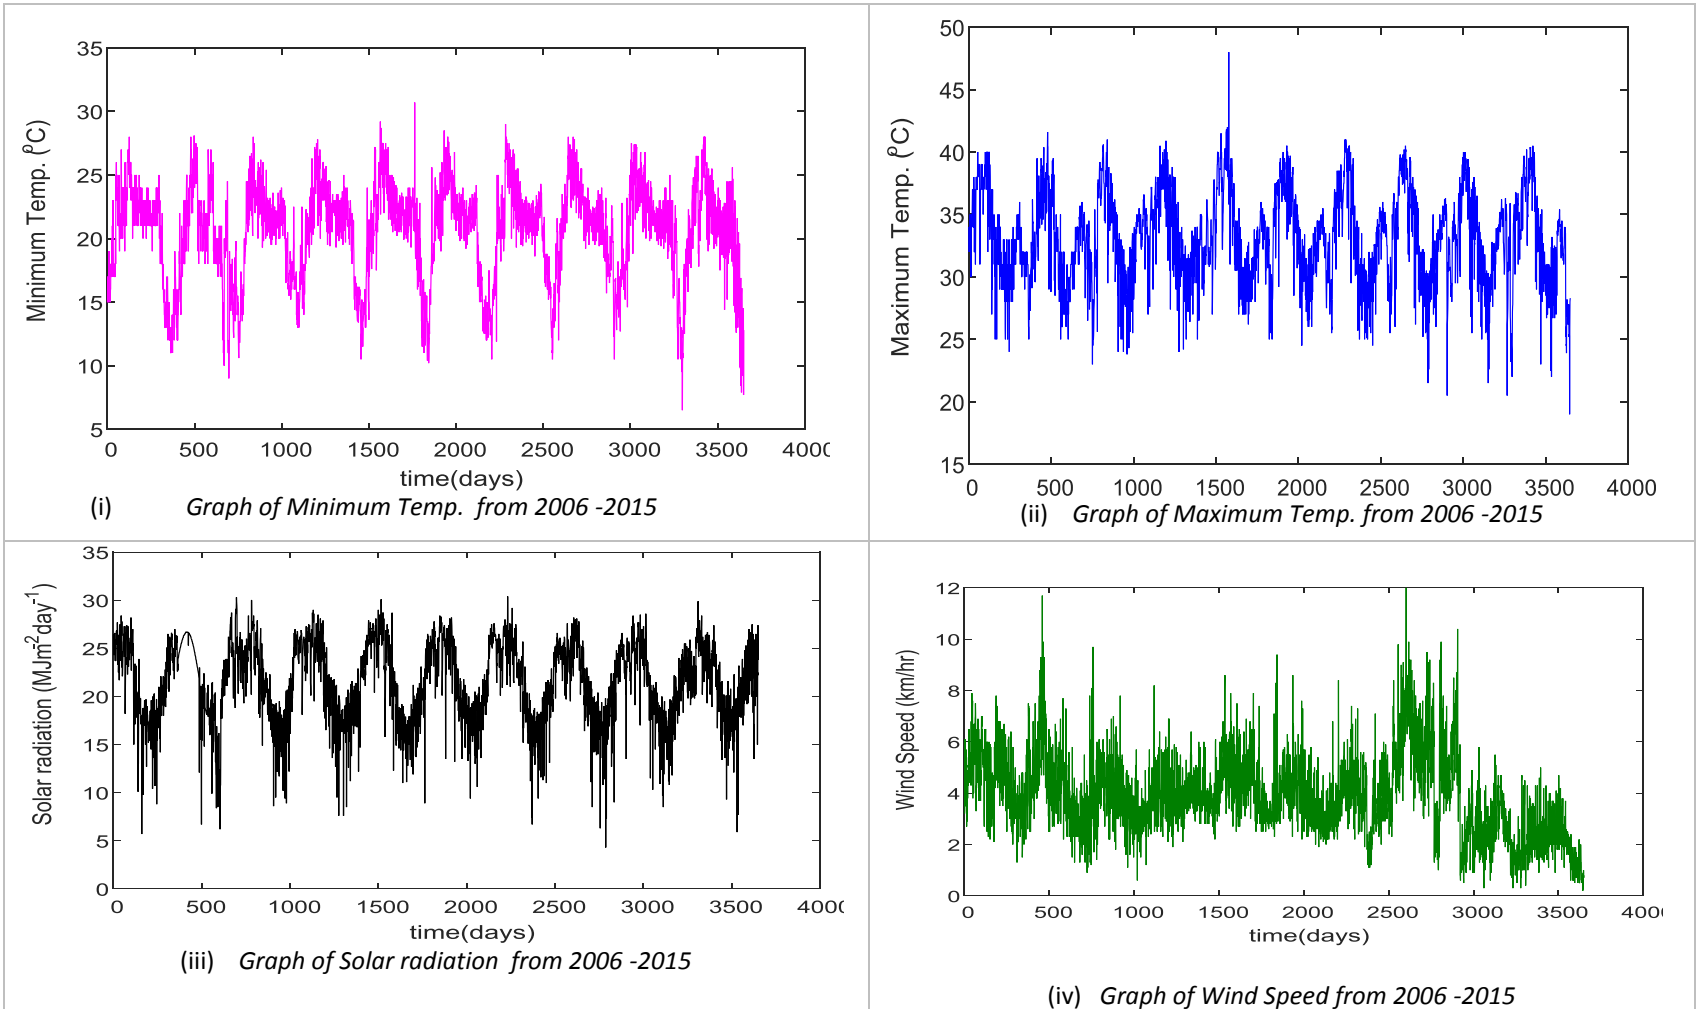 35
30
25
20
15
10
5
Minimum Temp. (⁰C)
0 500 1000 1500 2000 2500 3000 3500 4000
time(days)
(i) Graph of Minimum Temp. from 2006 -2015
50
45
40
35
30
25
20
15
Maximum Temp. (⁰C)
0 500 1000 1500 2000 2500 3000 3500 4000
(ii) Graph of Maximum Temp. from 2006 -2015
35
30
25
20
15
10
5
0
Solar radiation (MJm⁻²day⁻¹)
0 500 1000 1500 2000 2500 3000 3500 4000
time(days)
(iii) Graph of Solar radiation from 2006 -2015
12
10
8
6
4
2
0
Wind Speed (km/hr)
0 500 1000 1500 2000 2500 3000 3500 4000
time(days)
(iv) Graph of Wind Speed from 2006 -2015